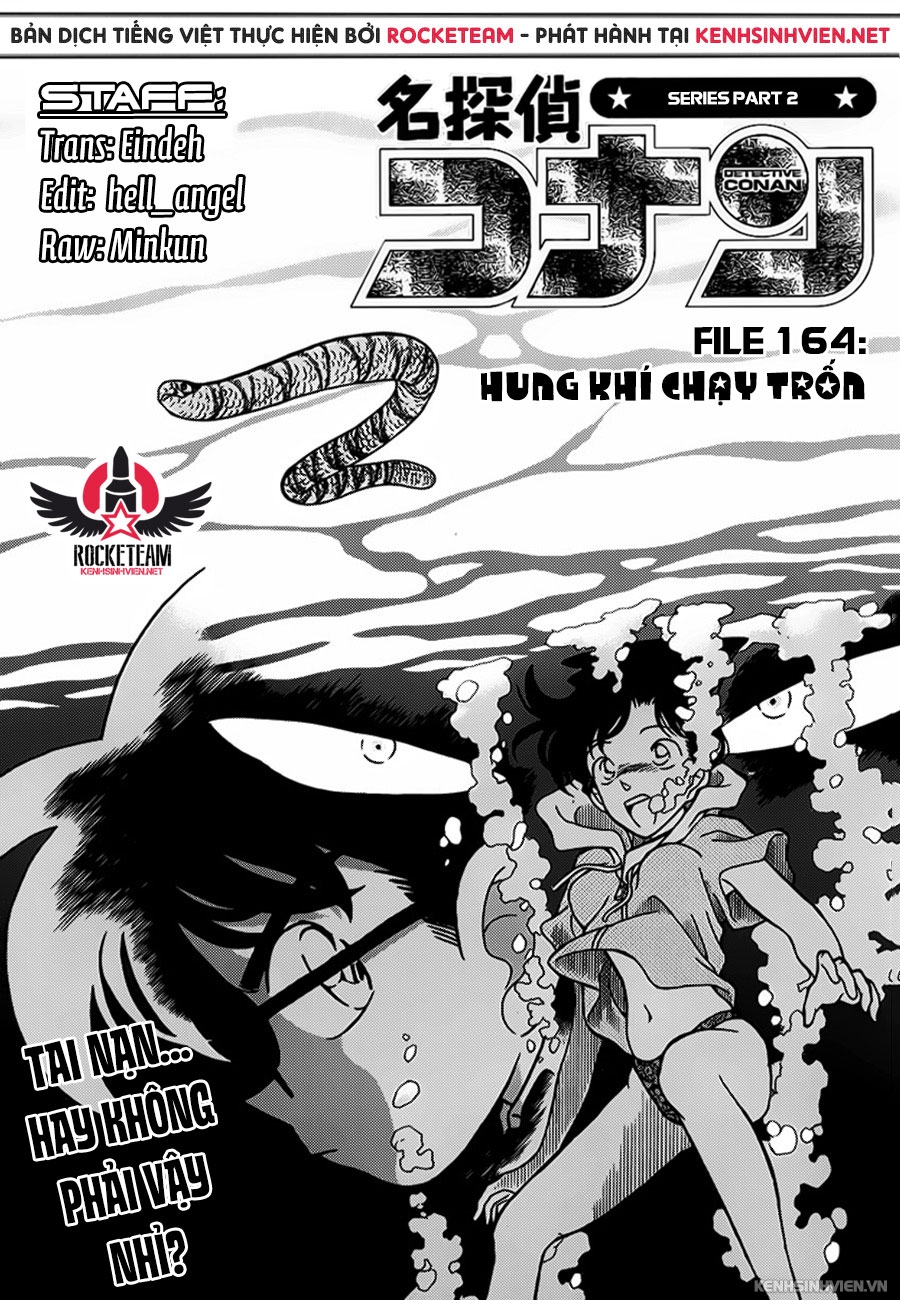 BẢN DỊCH TIẾNG VIỆT THỰC HIỆN BỞI ROCKETEAM - PHÁT HÀNH TẠI KENHSINHVIEN.NET
STAFF:
Trans: Eindeh
Edit: hell_angel
Raw: Minkun
名探偵
SERIES PART 2
コナン
DETECTIVE
CONAN
FILE 164:
HUNG KHÍ CHẠY TRỐN
ROCKETEAM
KENHSINHVIEN.NET
TAI NẠN...
HAY KHÔNG
PHẢI VẬY
NHỈ?
KENHSINHVIEN.VN